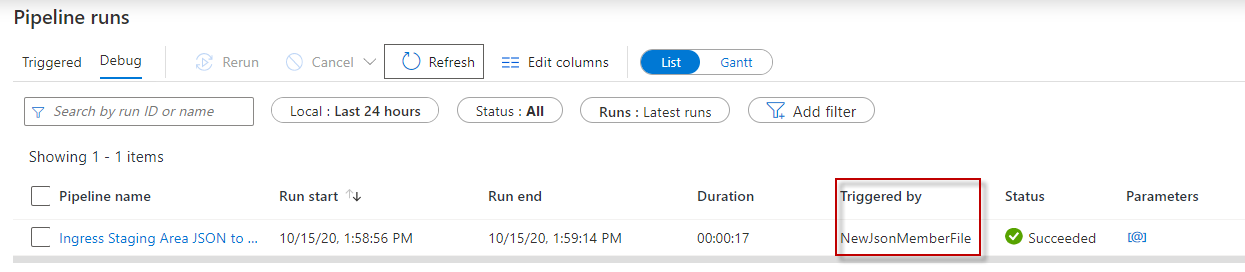 Pipeline runs
Triggered Debug Rerun Cancel Refresh Edit columns List Gantt
Search by run ID or name Local : Last 24 hours Status : All Runs : Latest runs Add filter
Showing 1 - 1 items
Pipeline name Run start ↑↓ Run end Duration Triggered by Status Parameters
Ingress Staging Area JSON to ... 10/15/20, 1:58:56 PM 10/15/20, 1:59:14 PM 00:00:17 NewJsonMemberFile Succeeded [@]